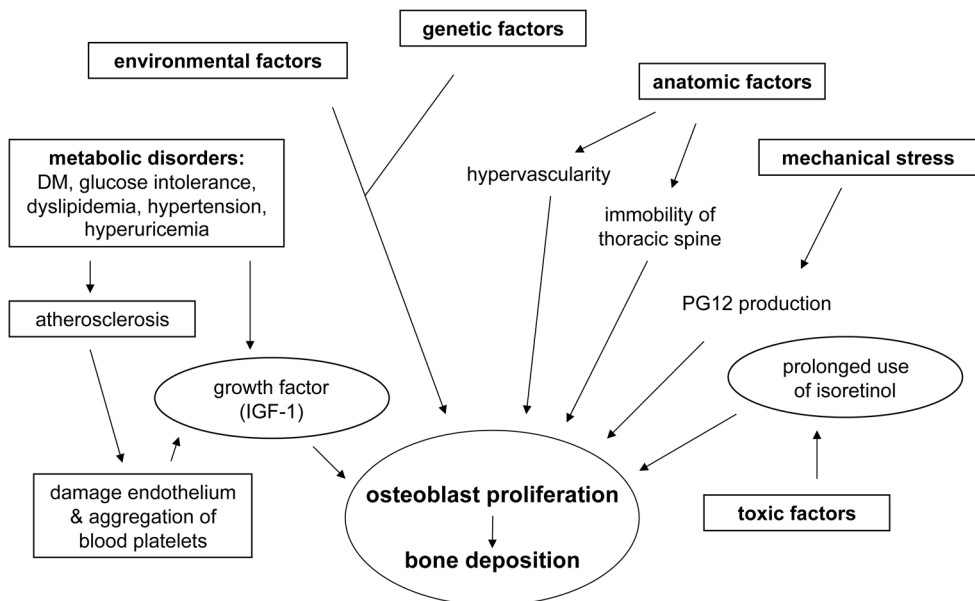 genetic factors
environmental factors
anatomic factors
metabolic disorders:
DM, glucose intolerance,
dyslipidemia, hypertension,
hyperuricemia
hypervascularity
mechanical stress
immobility of
thoracic spine
atherosclerosis
PG12 production
growth factor
(IGF-1)
prolonged use
of isoretinol
damage endothelium
& aggregation of
blood platelets
osteoblast proliferation
bone deposition
toxic factors